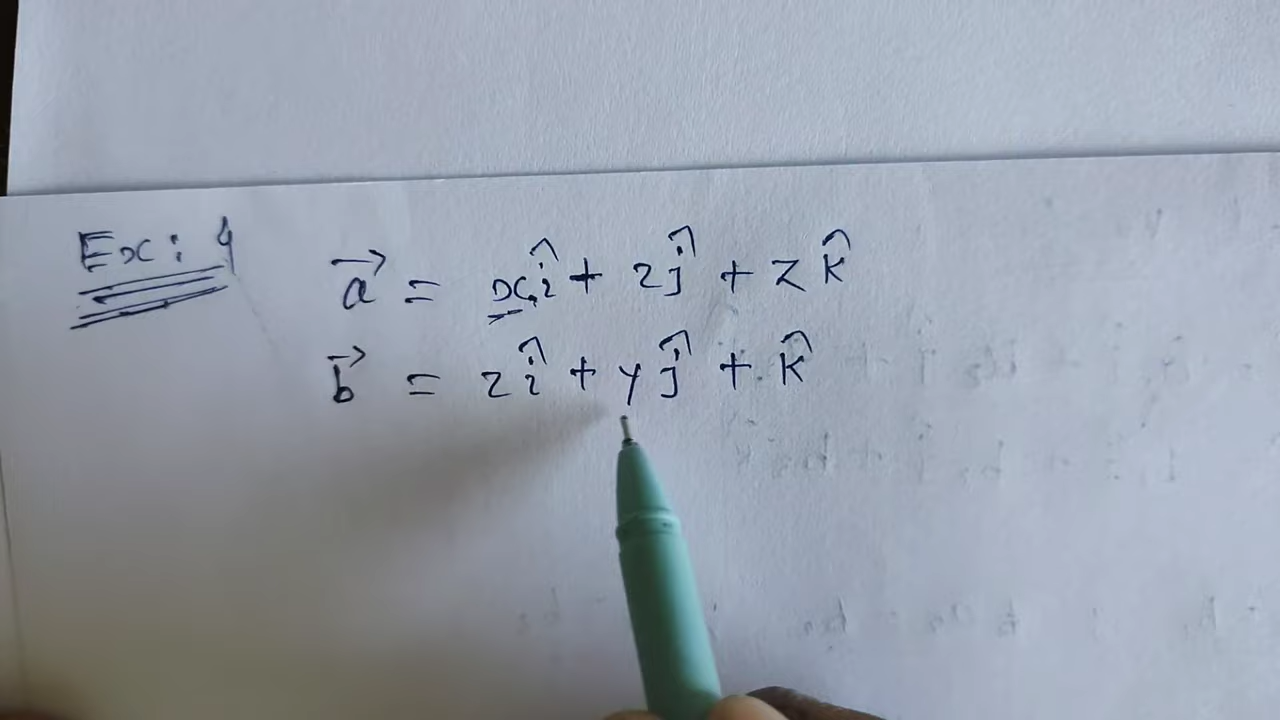 Ex: 4
a⃗ = xî + 2ĵ + zk̂
b⃗ = 2î + yĵ + k̂